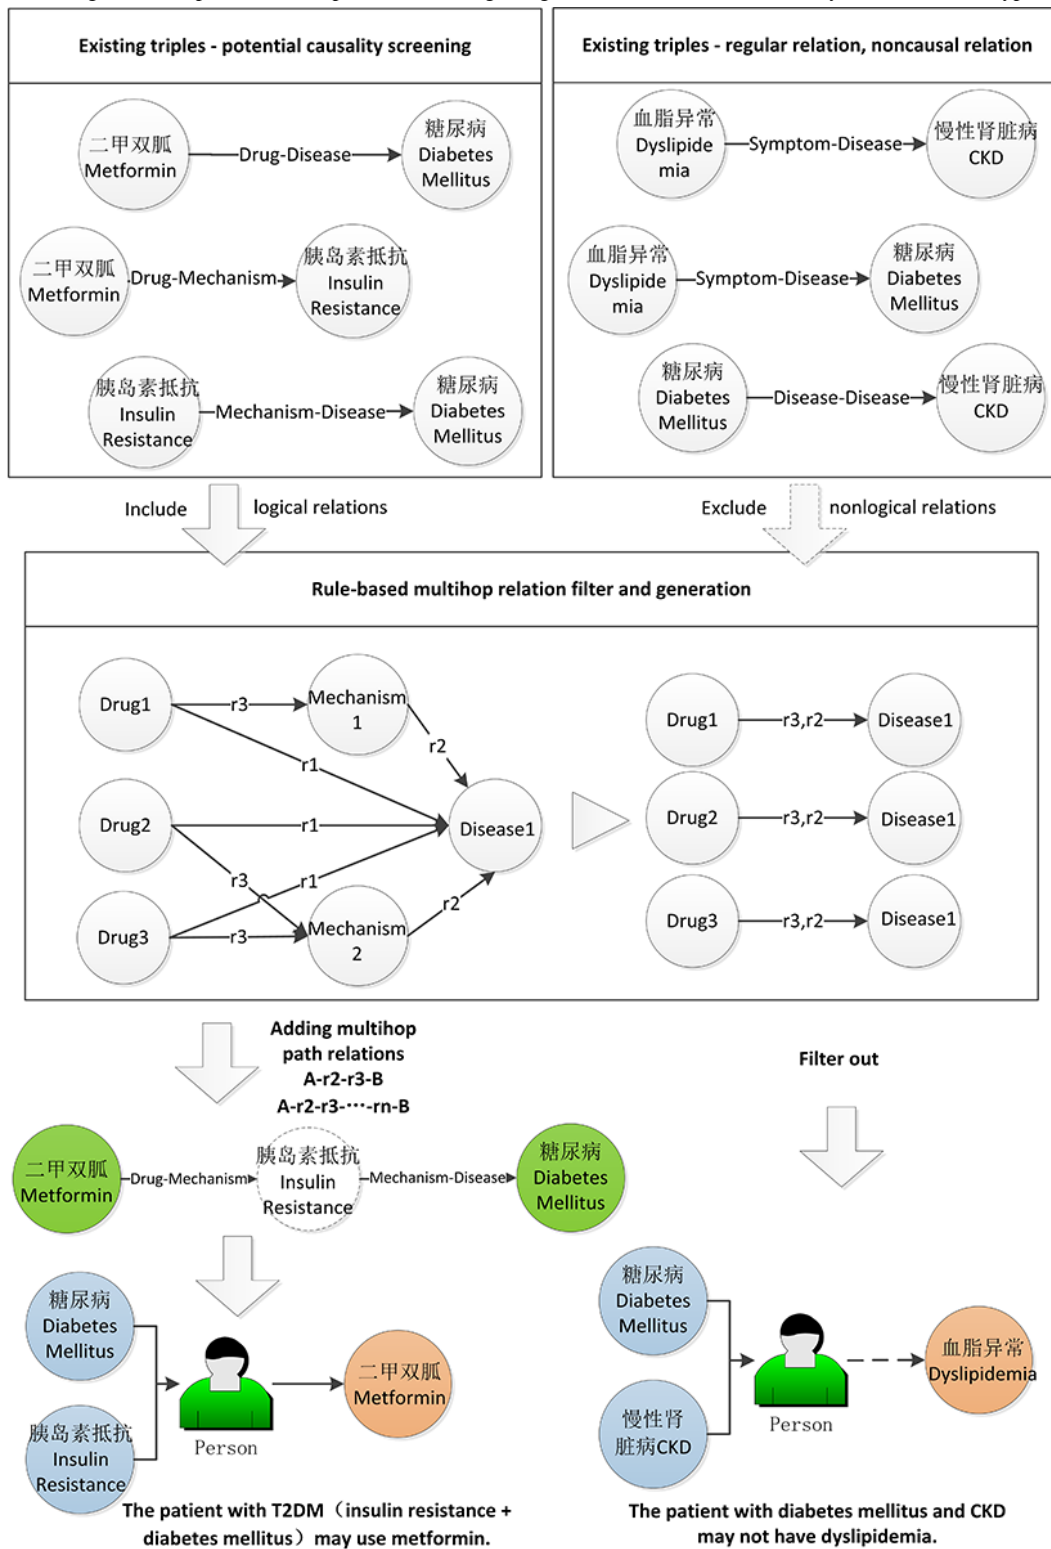 Existing triples - potential causality screening
二甲双胍
Metformin
Drug-Disease
糖尿病
Diabetes
Mellitus
二甲双胍
Metformin
Drug-Mechanism
胰岛素抵抗
Insulin
Resistance
胰岛素抵抗
Insulin
Resistance
Mechanism-Disease
糖尿病
Diabetes
Mellitus
Existing triples - regular relation, noncausal relation
血脂异常
Dyslipide
mia
Symptom-Disease
慢性肾脏病
CKD
血脂异常
Dyslipide
mia
Symptom-Disease
糖尿病
Diabetes
Mellitus
糖尿病
Diabetes
Mellitus
Disease-Disease
慢性肾脏病
CKD
Include
logical relations
Exclude
nonlogical relations
Rule-based multihop relation filter and generation
Drug1
r3
Mechanism
1
r2
r1
Drug2
r1
Disease1
r3
r1
r2
Drug3
r3
Mechanism
2
Drug1
r3,r2
Disease1
Drug2
r3,r2
Disease1
Drug3
r3,r2
Disease1
Adding multihop
path relations
A-r2-r3-B
A-r2-r3-····-rn-B
Filter out
二甲双胍
Metformin
Drug-Mechanism
胰岛素抵抗
Insulin
Resistance
Mechanism-Disease
糖尿病
Diabetes
Mellitus
糖尿病
Diabetes
Mellitus
胰岛素抵抗
Insulin
Resistance
Person
二甲双胍
Metformin
The patient with T2DM（insulin resistance +
diabetes mellitus）may use metformin.
糖尿病
Diabetes
Mellitus
慢性肾
脏病CKD
Person
血脂异常
Dyslipidemia
The patient with diabetes mellitus and CKD
may not have dyslipidemia.